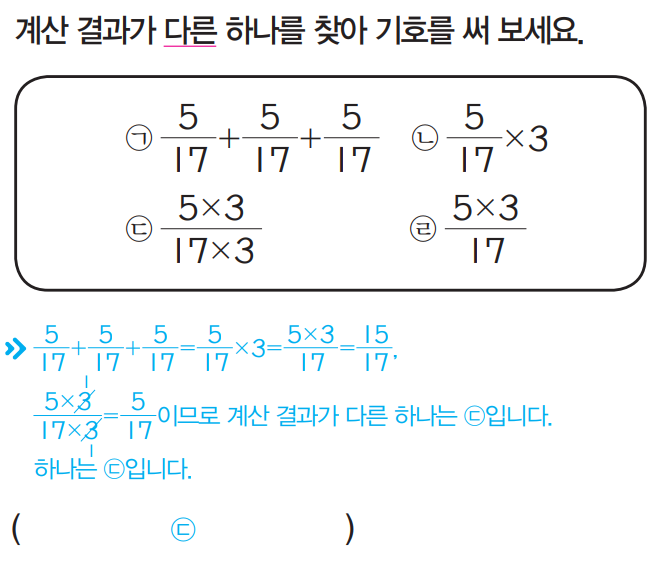 계산 결과가 다른 하나를 찾아 기호를 써 보세요.
㉠ 5/17+5/17+5/17 ㉡ 5/17×3
㉢ 5×3/17×3 ㉣ 5×3/17
5/17+5/17+5/17=5/17×3=5×3/17=15/17,
1
5×3/17×3=5/17이므로 계산 결과가 다른 하나는 ㉢입니다.
1
하나는 ㉢입니다.
( ㉢ )